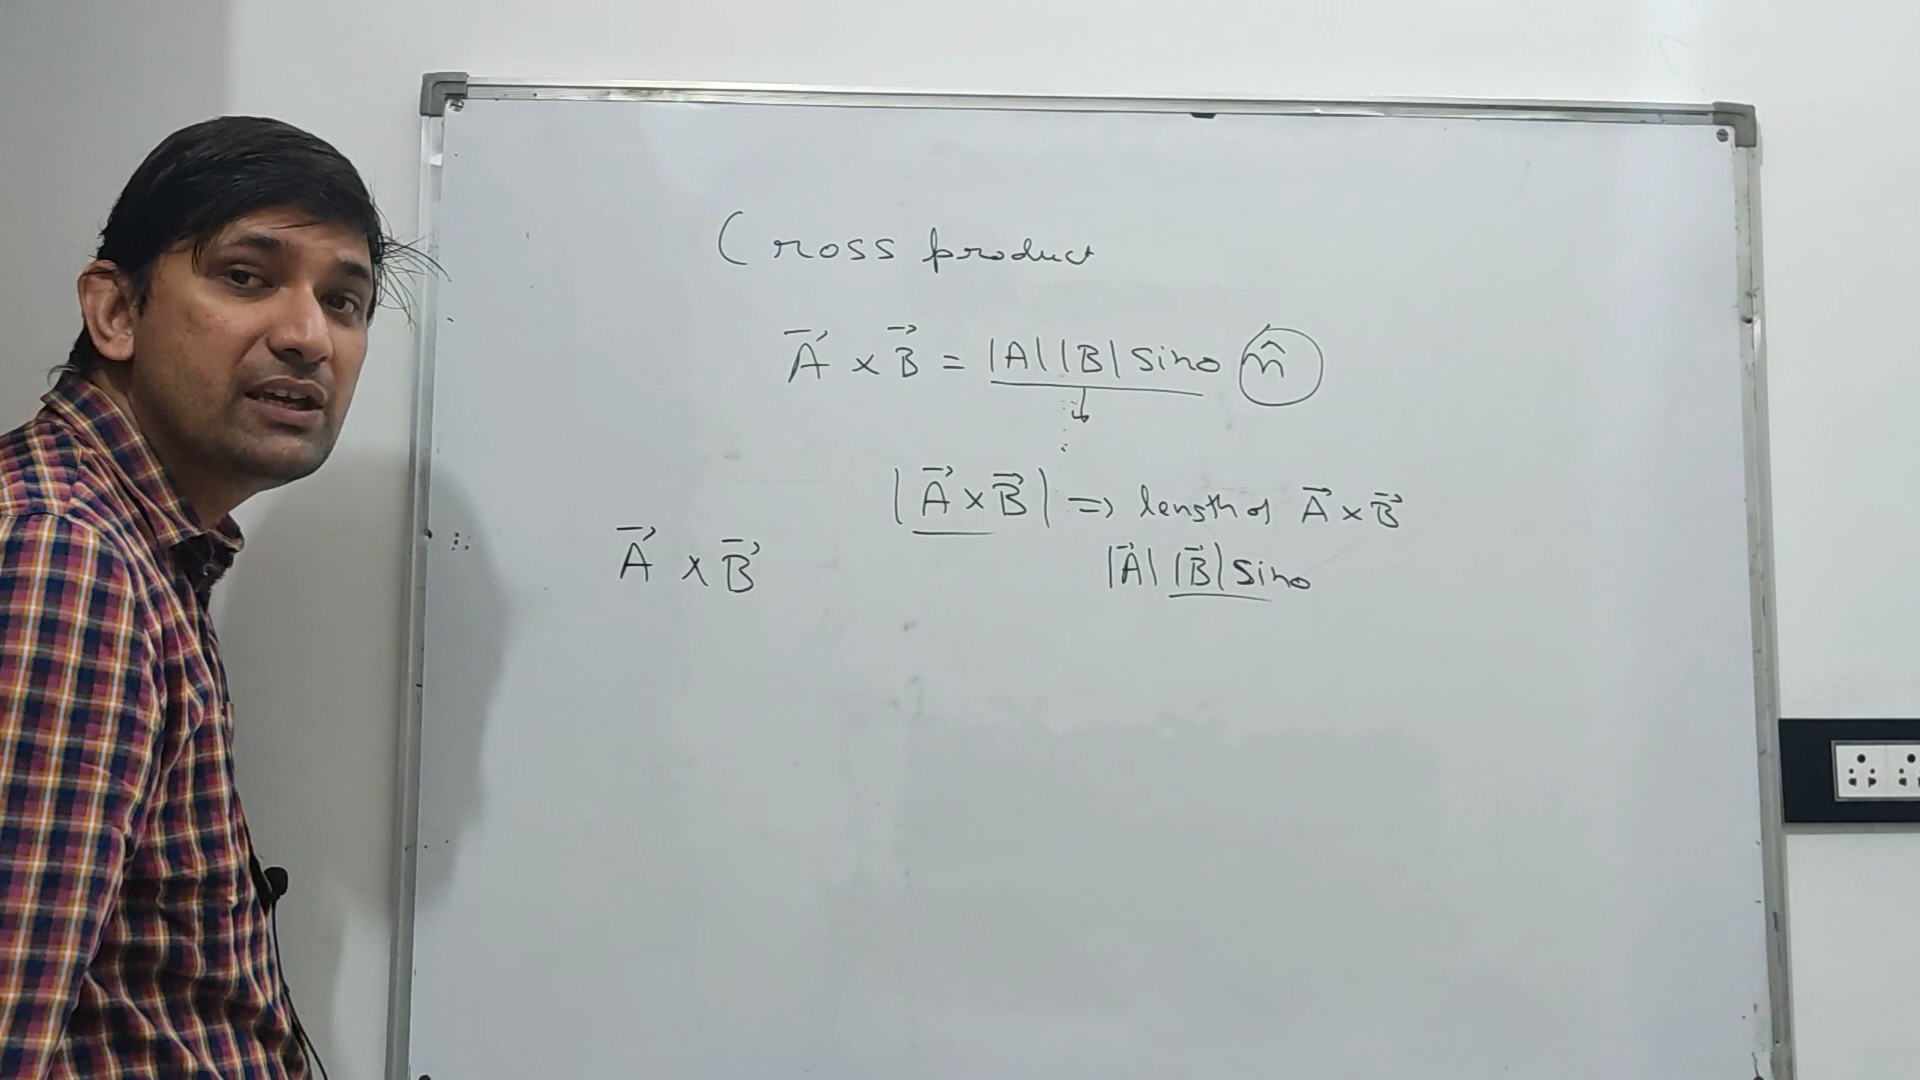 Cross product
A⃗ × B⃗ = |A| |B| Sinθ n̂
|A⃗ × B⃗| => length of A⃗ × B⃗
A⃗ × B⃗
|A⃗| |B⃗| Sinθ